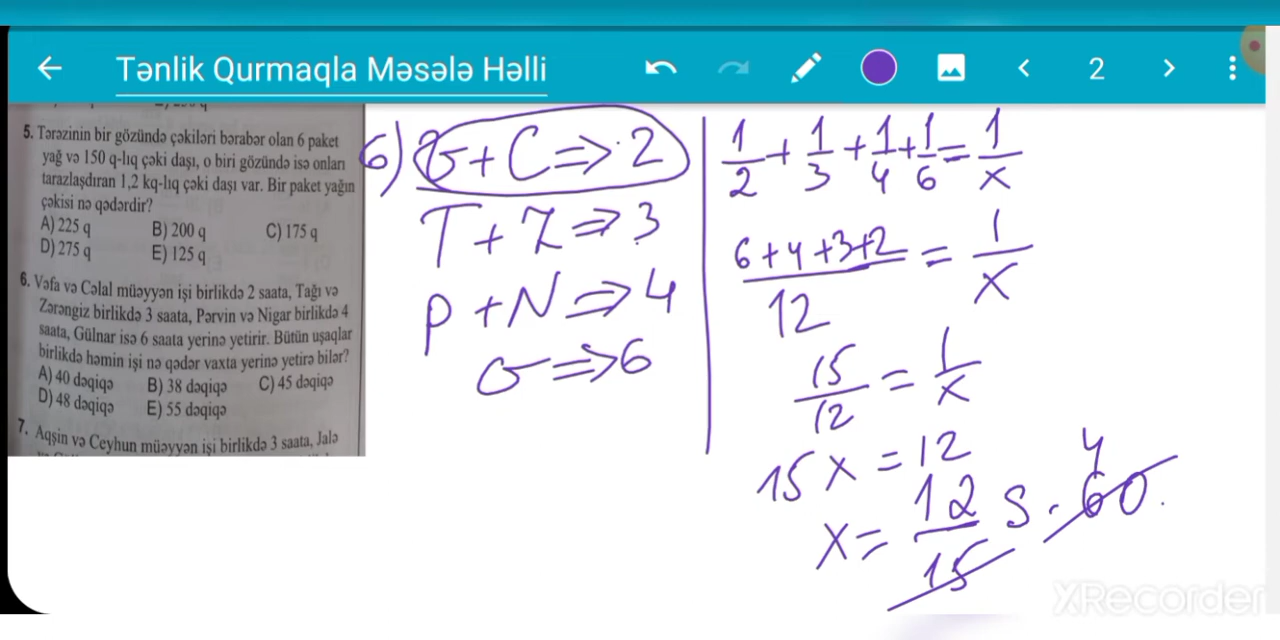 Tənlik Qurmaqla Məsələ Həlli
2
5. Tərəzinin bir gözündə çəkiləri bərabər olan 6 paket
yağ və 150 q-lıq çəki daşı, o biri gözündə isə onları
tarazlaşdıran 1,2 kq-lıq çəki daşı var. Bir paket yağın
çəkisi nə qədərdir?
A) 225 q B) 200 q C) 175 q
D) 275 q E) 125 q
6. Vəfa və Cəlal müəyyən işi birlikdə 2 saata, Tağı və
Zərəngiz birlikdə 3 saata, Pərvin və Nigar birlikdə 4
saata, Gülnar isə 6 saata yerinə yetirir. Bütün uşaqlar
birlikdə həmin işi nə qədər vaxta yerinə yetirə bilər?
A) 40 dəqiqə B) 38 dəqiqə C) 45 dəqiqə
D) 48 dəqiqə E) 55 dəqiqə
7. Aqşin və Ceyhun müəyyən işi birlikdə 3 saata, Jalə
6) + C => 2
T + Z => 3
P + N => 4
=> 6
1/2 + 1/3 + 1/4 + 1/6 = 1/x
6+4+3+2/12 = 1/x
15/12 = 1/x
15x = 12
4
x = 12/15 s · 60
XRecorder